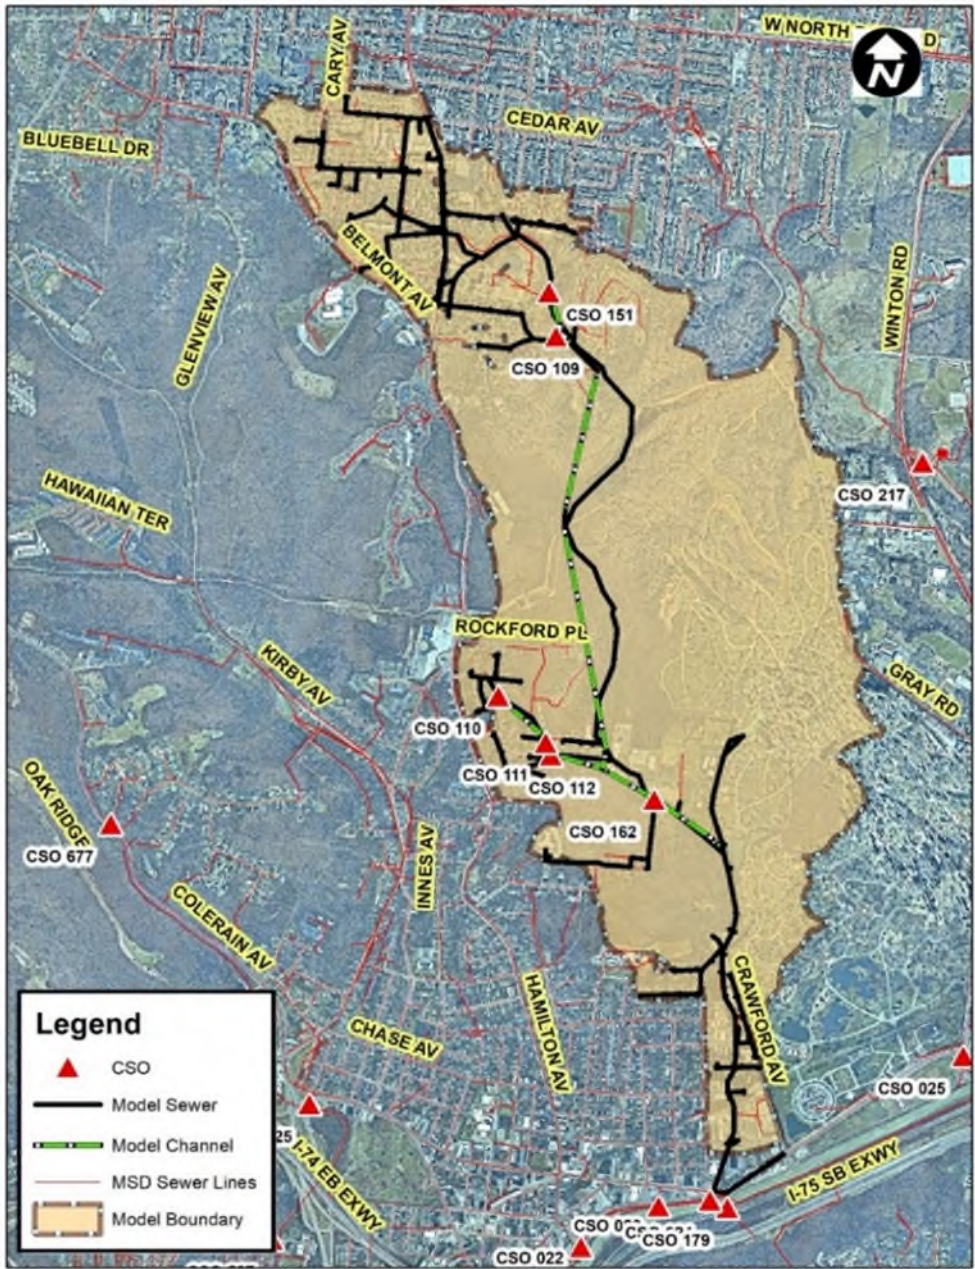 W NORTH
D
N
CARY AV
CEDAR AV
BLUEBELL DR
BELMONT AV
GLENVIEW AV
WINTON RD
CSO 151
CSO 109
HAWAIIAN TER
CSO 217
ROCKFORD PL
KIRBY AV
GRAY RD
CSO 110
CSO 111
CSO 112
OAK RIDGE
CSO 162
CSO 677
INNES AV
COLERAIN AV
HAMILTON AV
CRAWFORD AV
CHASE AV
CSO 025
25
I-74 EB EXWY
I-75 SB EXWY
CSO
CSO 179
CSO 022
Legend
CSO
Model Sewer
Model Channel
MSD Sewer Lines
Model Boundary